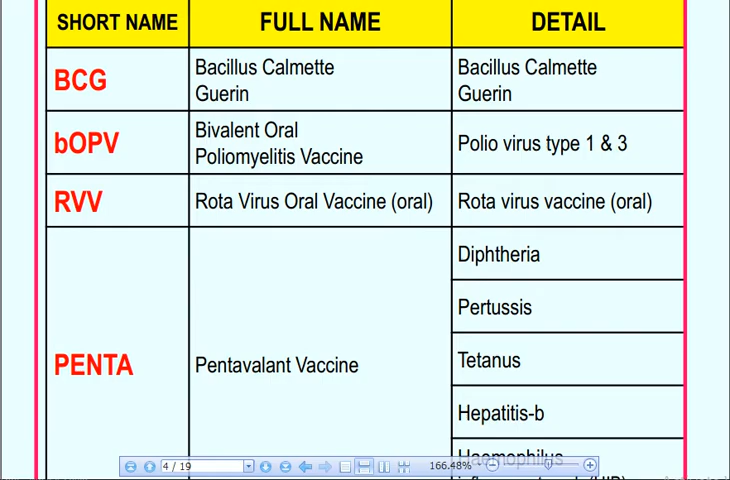 SHORT NAME FULL NAME DETAIL
BCG
Bacillus Calmette
Guerin
Bacillus Calmette
Guerin
bOPV
Bivalent Oral
Poliomyelitis Vaccine
Polio virus type 1 & 3
RVV
Rota Virus Oral Vaccine (oral)
Rota virus vaccine (oral)
PENTA
Pentavalant Vaccine
Diphtheria
Pertussis
Tetanus
Hepatitis-b
Haemophilus
4 / 19
166.48%